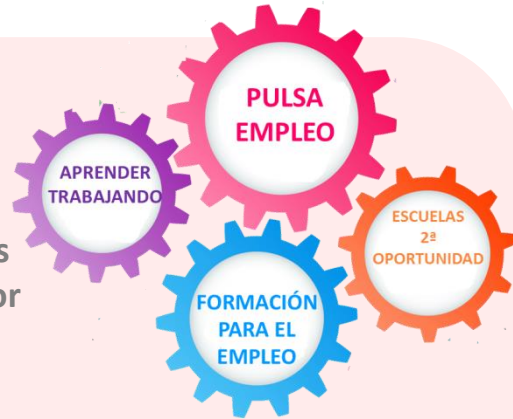 PULSA
EMPLEO
APRENDER
TRABAJANDO
ESCUELAS
2ª
OPORTUNIDAD
FORMACIÓN
PARA EL
EMPLEO